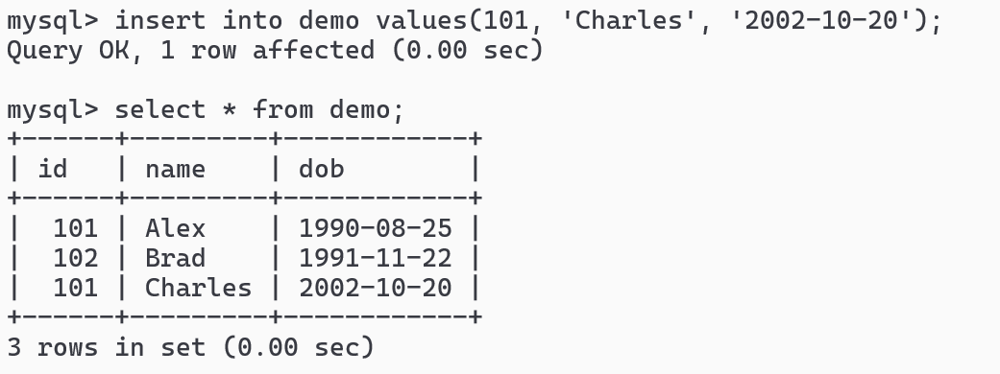 mysql> insert into demo values(101, 'Charles', '2002-10-20');
Query OK, 1 row affected (0.00 sec)

mysql> select * from demo;
+------+---------+------------+
| id   | name    | dob        |
+------+---------+------------+
|  101 | Alex    | 1990-08-25 |
|  102 | Brad    | 1991-11-22 |
|  101 | Charles | 2002-10-20 |
+------+---------+------------+
3 rows in set (0.00 sec)